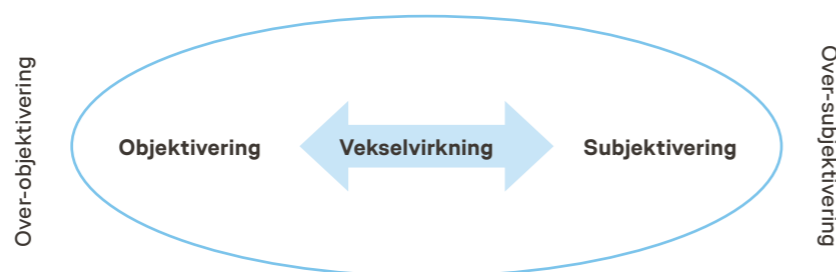 Over-objektivering
Objektivering
Vekselvirkning
Subjektivering
Over-subjektivering